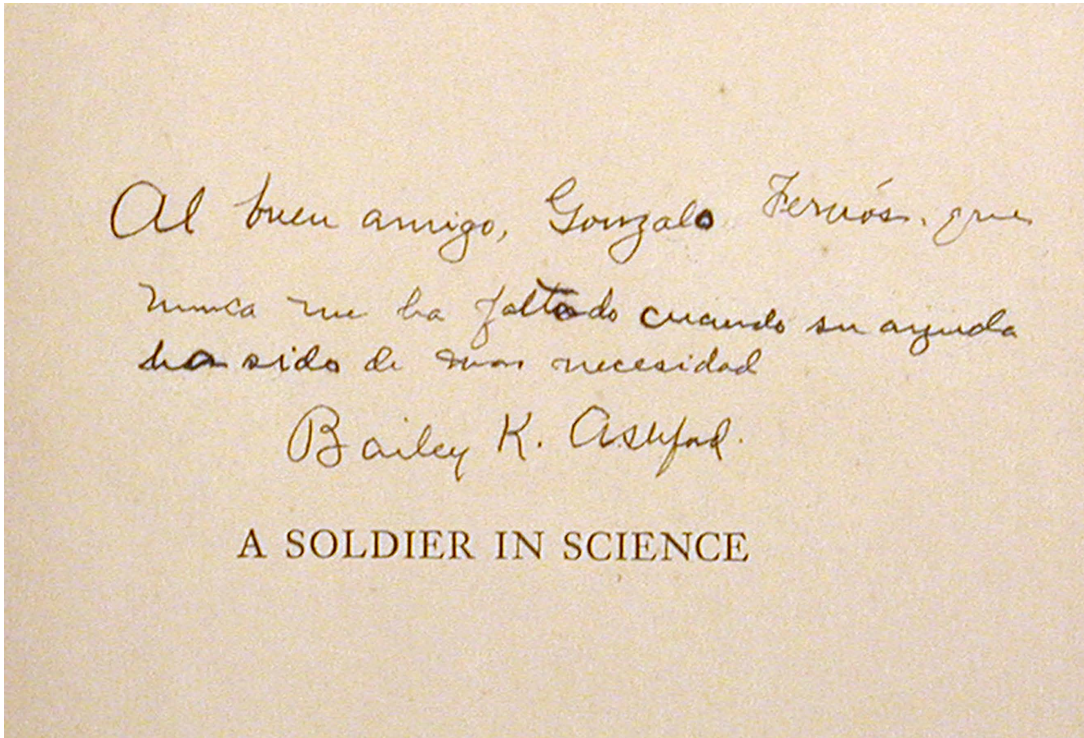 Al buen amigo, Gonzalo Fernós, que
nunca me ha faltado cuando su ayuda
ha sido de mas necesidad
Bailey K. Ashford.
A SOLDIER IN SCIENCE